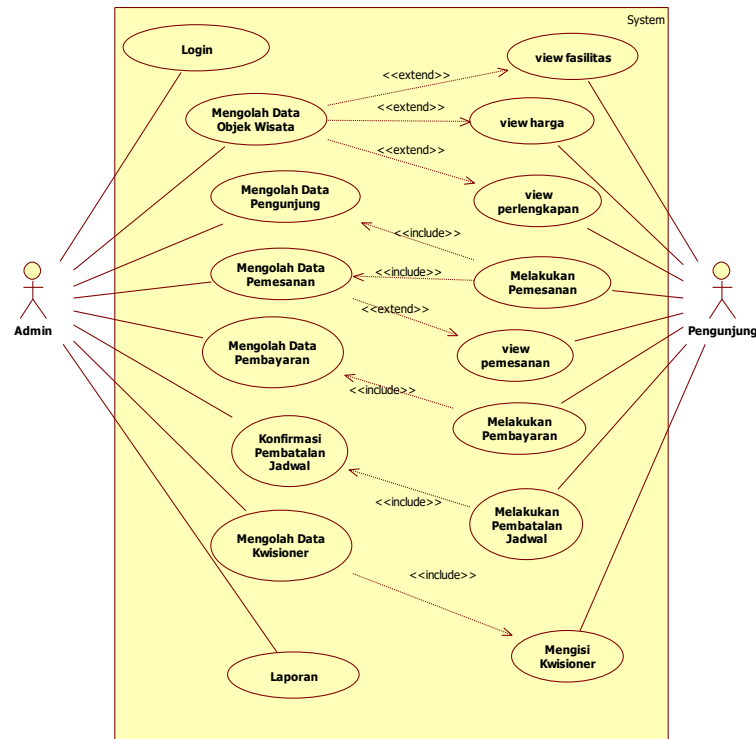 System
Login
view fasilitas
<<extend>>
Mengolah Data
Objek Wisata
<<extend>>
view harga
<<extend>>
Mengolah Data
Pengunjung
view
perlengkapan
<<include>>
Mengolah Data
Pemesanan
<<include>>
Melakukan
Pemesanan
Admin
Pengunjung
<<extend>>
Mengolah Data
Pembayaran
view
pemesanan
<<include>>
Melakukan
Pembayaran
Konfirmasi
Pembatalan
Jadwal
<<include>>
Melakukan
Pembatalan
Jadwal
Mengolah Data
Kwisioner
<<include>>
Mengisi
Kwisioner
Laporan